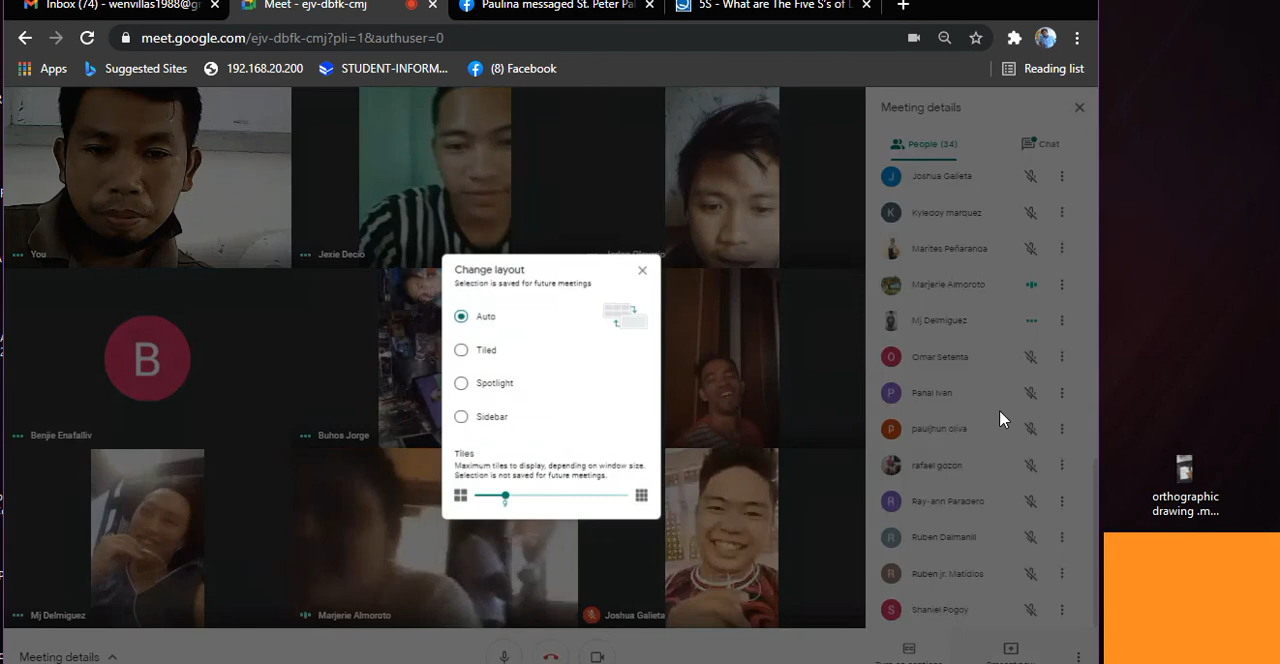 Inbox (74) - wenvillas1988@g
Meet - ejv-dbfk-cmj
Paulina messaged St. Peter Pa
5S - What are The Five S's of L
meet.google.com/ejv-dbfk-cmj?pli=1&authuser=0
Apps
Suggested Sites
192.168.20.200
STUDENT-INFORM...
(8) Facebook
Reading list
Meeting details
People (34)
Chat
You
Jexie Decio
J
Joshua Galieta
K
Kyleboy marquez
Marites Peñaranda
Marjerie Almoroto
Mj Delmiguez
O
Omar Setenta
P
Panal Ivan
p
pauljhun oliva
rafael gozon
R
Ray-ann Paradero
R
Ruben Dalmanill
R
Ruben jr. Matidios
S
Shaniel Pogoy
B
Benjie Enafalliv
Buhos Jorge
Mj Delmiguez
Marjerie Almoroto
Joshua Galieta
Change layout
Selection is saved for future meetings
Auto
Tiled
Spotlight
Sidebar
Tiles
Maximum tiles to display, depending on window size.
Selection is not saved for future meetings.
9
orthographic
drawing .m...
Meeting details